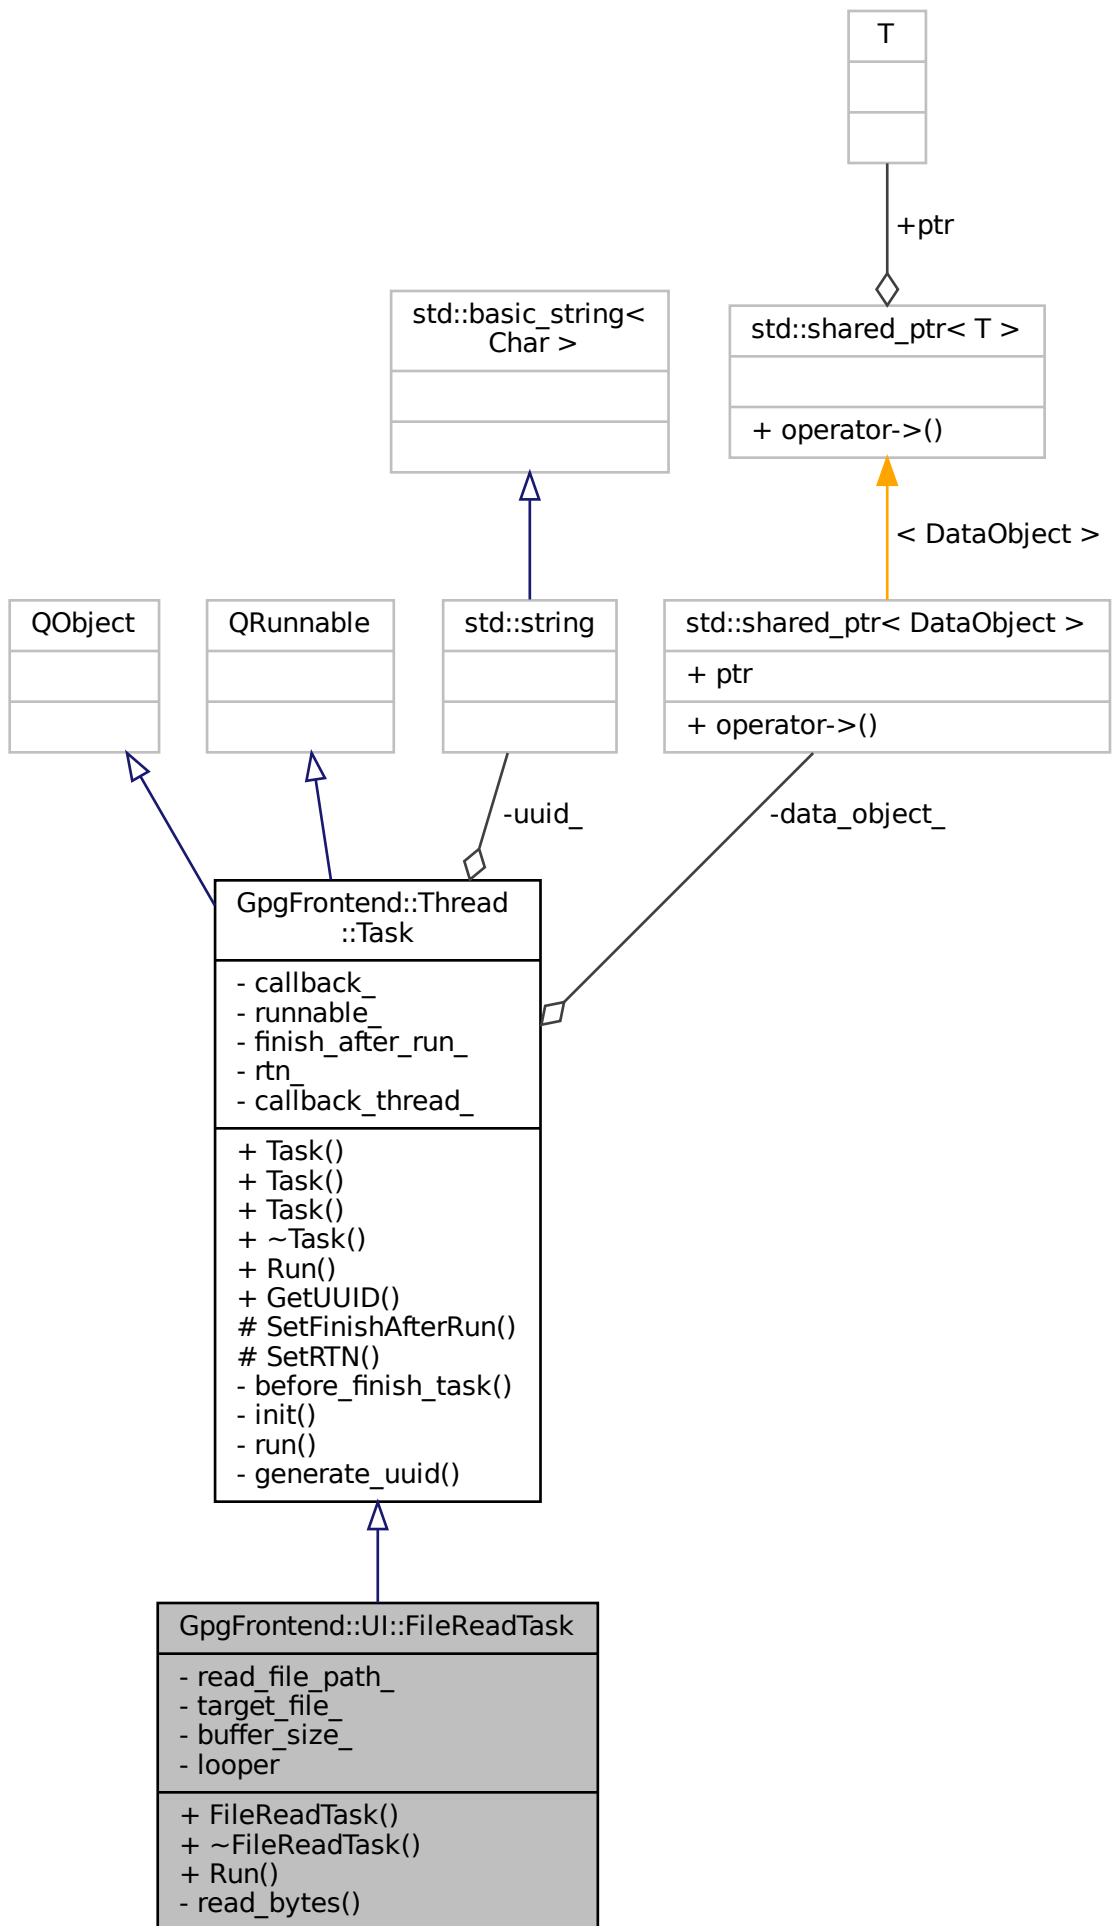 T
+ptr
std::basic_string<
Char >
std::shared_ptr< T >
+ operator->()
< DataObject >
QObject
QRunnable
std::string
std::shared_ptr< DataObject >
+ ptr
+ operator->()
-uuid_
-data_object_
GpgFrontend::Thread
::Task
- callback_
- runnable_
- finish_after_run_
- rtn_
- callback_thread_
+ Task()
+ Task()
+ Task()
+ ~Task()
+ Run()
+ GetUUID()
# SetFinishAfterRun()
# SetRTN()
- before_finish_task()
- init()
- run()
- generate_uuid()
GpgFrontend::UI::FileReadTask
- read_file_path_
- target_file_
- buffer_size_
- looper
+ FileReadTask()
+ ~FileReadTask()
+ Run()
- read_bytes()